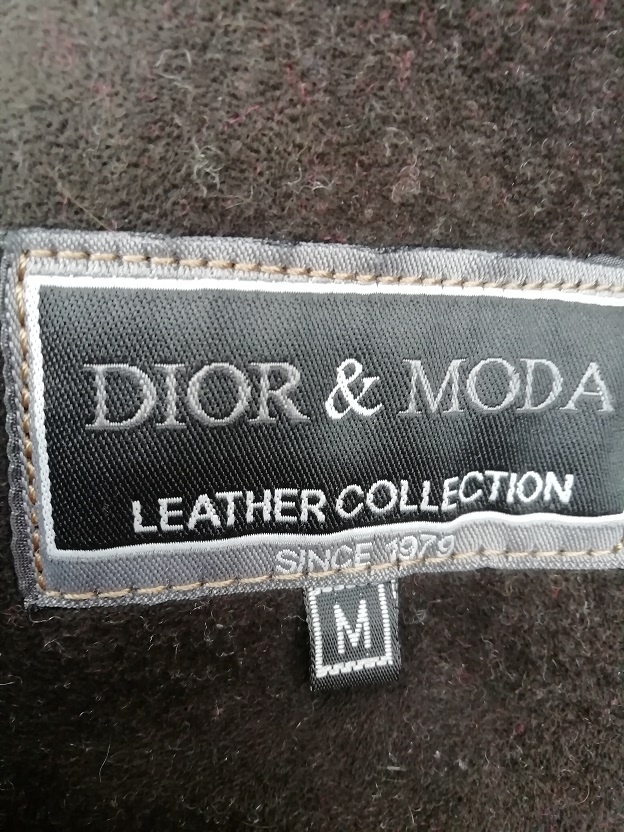 DIOR & MODA
LEATHER COLLECTION
SINCE 1979
M